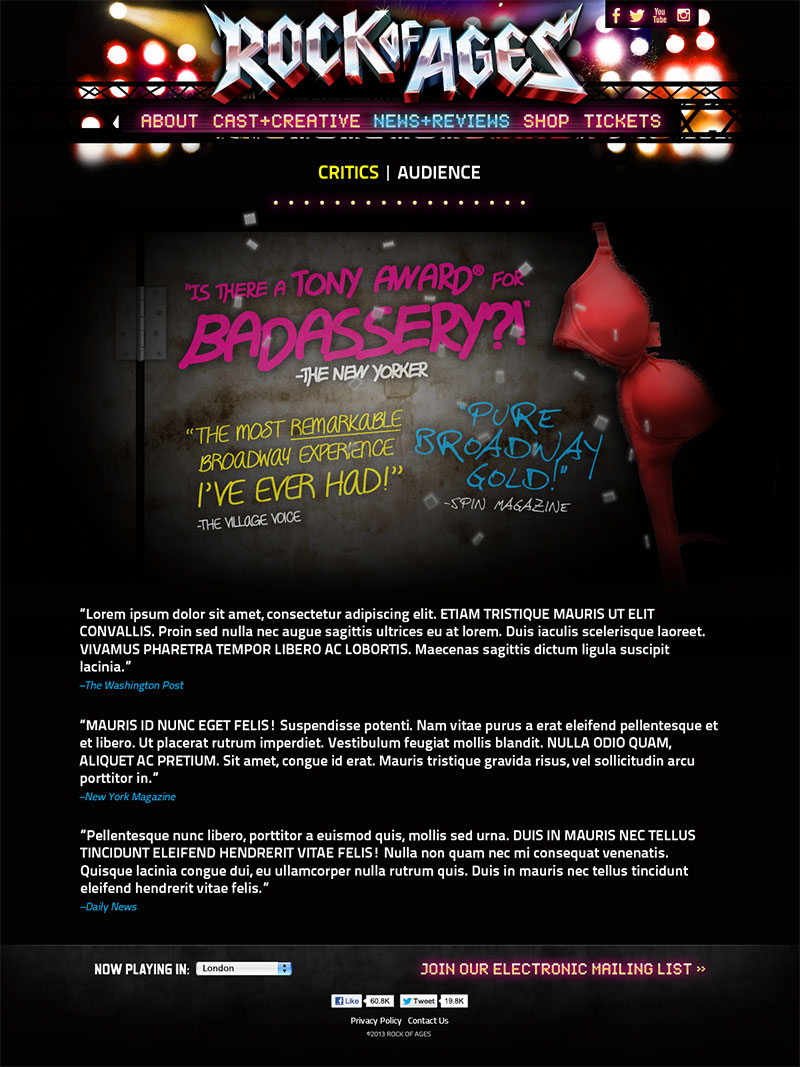 ROCK OF AGES
You Tube
ABOUT CAST+CREATIVE NEWS+REVIEWS SHOP TICKETS
CRITICS | AUDIENCE
"IS THERE A TONY AWARD® FOR
BADASSERY?!"
-THE NEW YORKER
"THE MOST REMARKABLE
BROADWAY EXPERIENCE
I'VE EVER HAD!"
-THE VILLAGE VOICE
"PURE
BROADWAY
GOLD!"
-SPIN MAGAZINE
"Lorem ipsum dolor sit amet, consectetur adipiscing elit. ETIAM TRISTIQUE MAURIS UT ELIT
CONVALLIS. Proin sed nulla nec augue sagittis ultrices eu at lorem. Duis iaculis scelerisque laoreet.
VIVAMUS PHARETRA TEMPOR LIBERO AC LOBORTIS. Maecenas sagittis dictum ligula suscipit
lacinia."
–The Washington Post
"MAURIS ID NUNC EGET FELIS! Suspendisse potenti. Nam vitae purus a erat eleifend pellentesque et
et libero. Ut placerat rutrum imperdiet. Vestibulum feugiat mollis blandit. NULLA ODIO QUAM,
ALIQUET AC PRETIUM. Sit amet, congue id erat. Mauris tristique gravida risus, vel sollicitudin arcu
porttitor in."
–New York Magazine
"Pellentesque nunc libero, porttitor a euismod quis, mollis sed urna. DUIS IN MAURIS NEC TELLUS
TINCIDUNT ELEIFEND HENDRERIT VITAE FELIS! Nulla non quam nec mi consequat venenatis.
Quisque lacinia congue dui, eu ullamcorper nulla rutrum quis. Duis in mauris nec tellus tincidunt
eleifend hendrerit vitae felis."
–Daily News
NOW PLAYING IN: London
JOIN OUR ELECTRONIC MAILING LIST >>
Like 60.8K Tweet 19.8K
Privacy Policy Contact Us
©2013 ROCK OF AGES